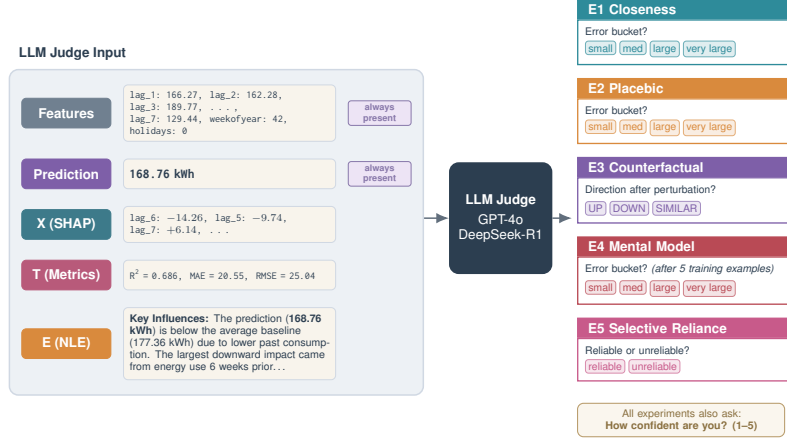 LLM Judge Input
Features
lag_1: 166.27, lag_2: 162.28,
lag_3: 189.77, ...,
lag_7: 129.44, weekofyear: 42,
holidays: 0
always
present
Prediction
168.76 kWh
always
present
X (SHAP)
lag_6: −14.26, lag_5: −9.74,
lag_7: +6.14, ...
T (Metrics)
R² = 0.686, MAE = 20.55, RMSE = 25.04
E (NLE)
Key Influences: The prediction (168.76
kWh) is below the average baseline
(177.36 kWh) due to lower past consump-
tion. The largest downward impact came
from energy use 6 weeks prior...
LLM Judge
GPT-4o
DeepSeek-R1
E1 Closeness
Error bucket?
small med large very large
E2 Placebic
Error bucket?
small med large very large
E3 Counterfactual
Direction after perturbation?
UP DOWN SIMILAR
E4 Mental Model
Error bucket? (after 5 training examples)
small med large very large
E5 Selective Reliance
Reliable or unreliable?
reliable unreliable
All experiments also ask:
How confident are you? (1–5)